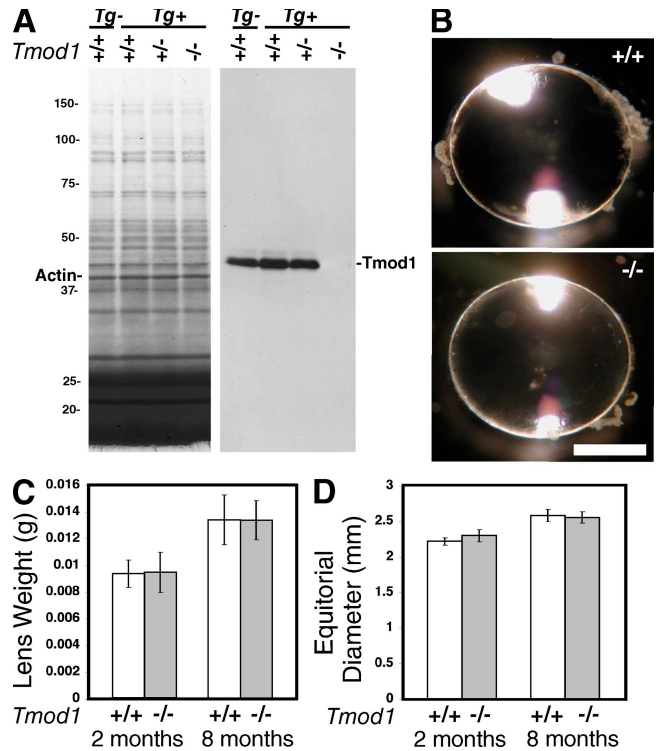 A
Tg- Tg+ Tg- Tg+
Tmod1 +/+ +/+ +/- -/- +/+ +/+ +/- -/-
150-
100-
75-
50-
Actin-
37-
25-
20-
-Tmod1
B
+/+
-/-
C
Lens Weight (g)
0.016
0.014
0.012
0.01
0.008
0.006
0.004
0.002
0
Tmod1 +/+ -/- +/+ -/-
2 months 8 months
D
Equitorial
Diameter (mm)
3
2.5
2
1.5
1
0.5
0
Tmod1 +/+ -/- +/+ -/-
2 months 8 months